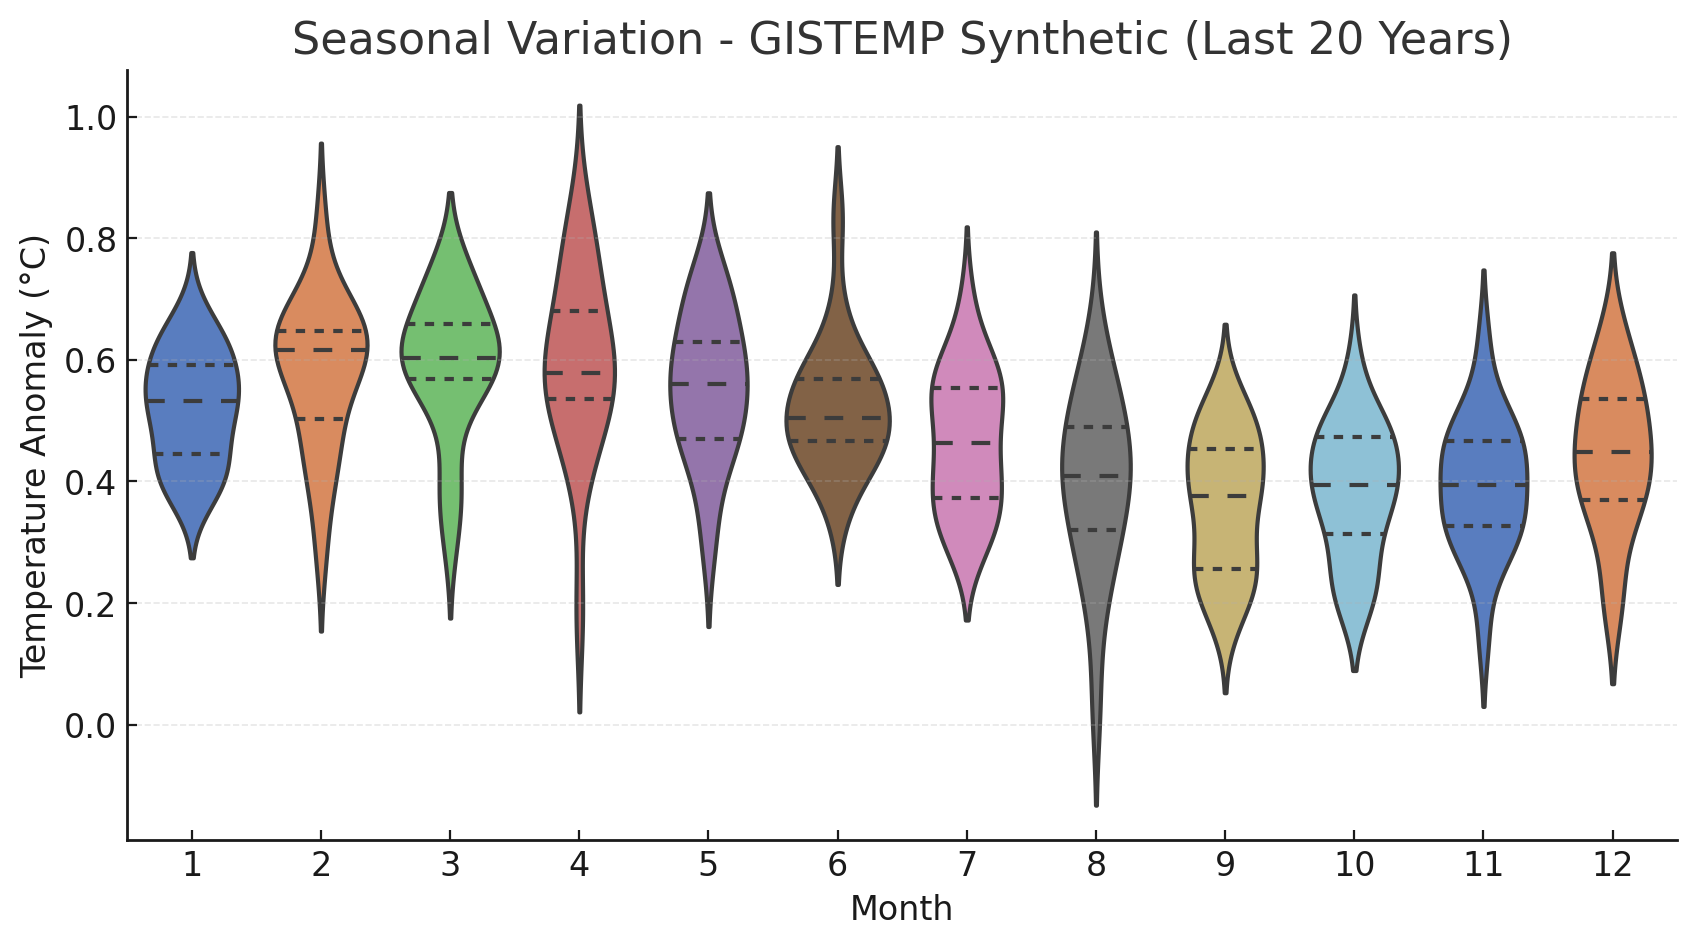 Seasonal Variation - GISTEMP Synthetic (Last 20 Years)
Temperature Anomaly (°C)
1.0
0.8
0.6
0.4
0.2
0.0
1 2 3 4 5 6 7 8 9 10 11 12
Month